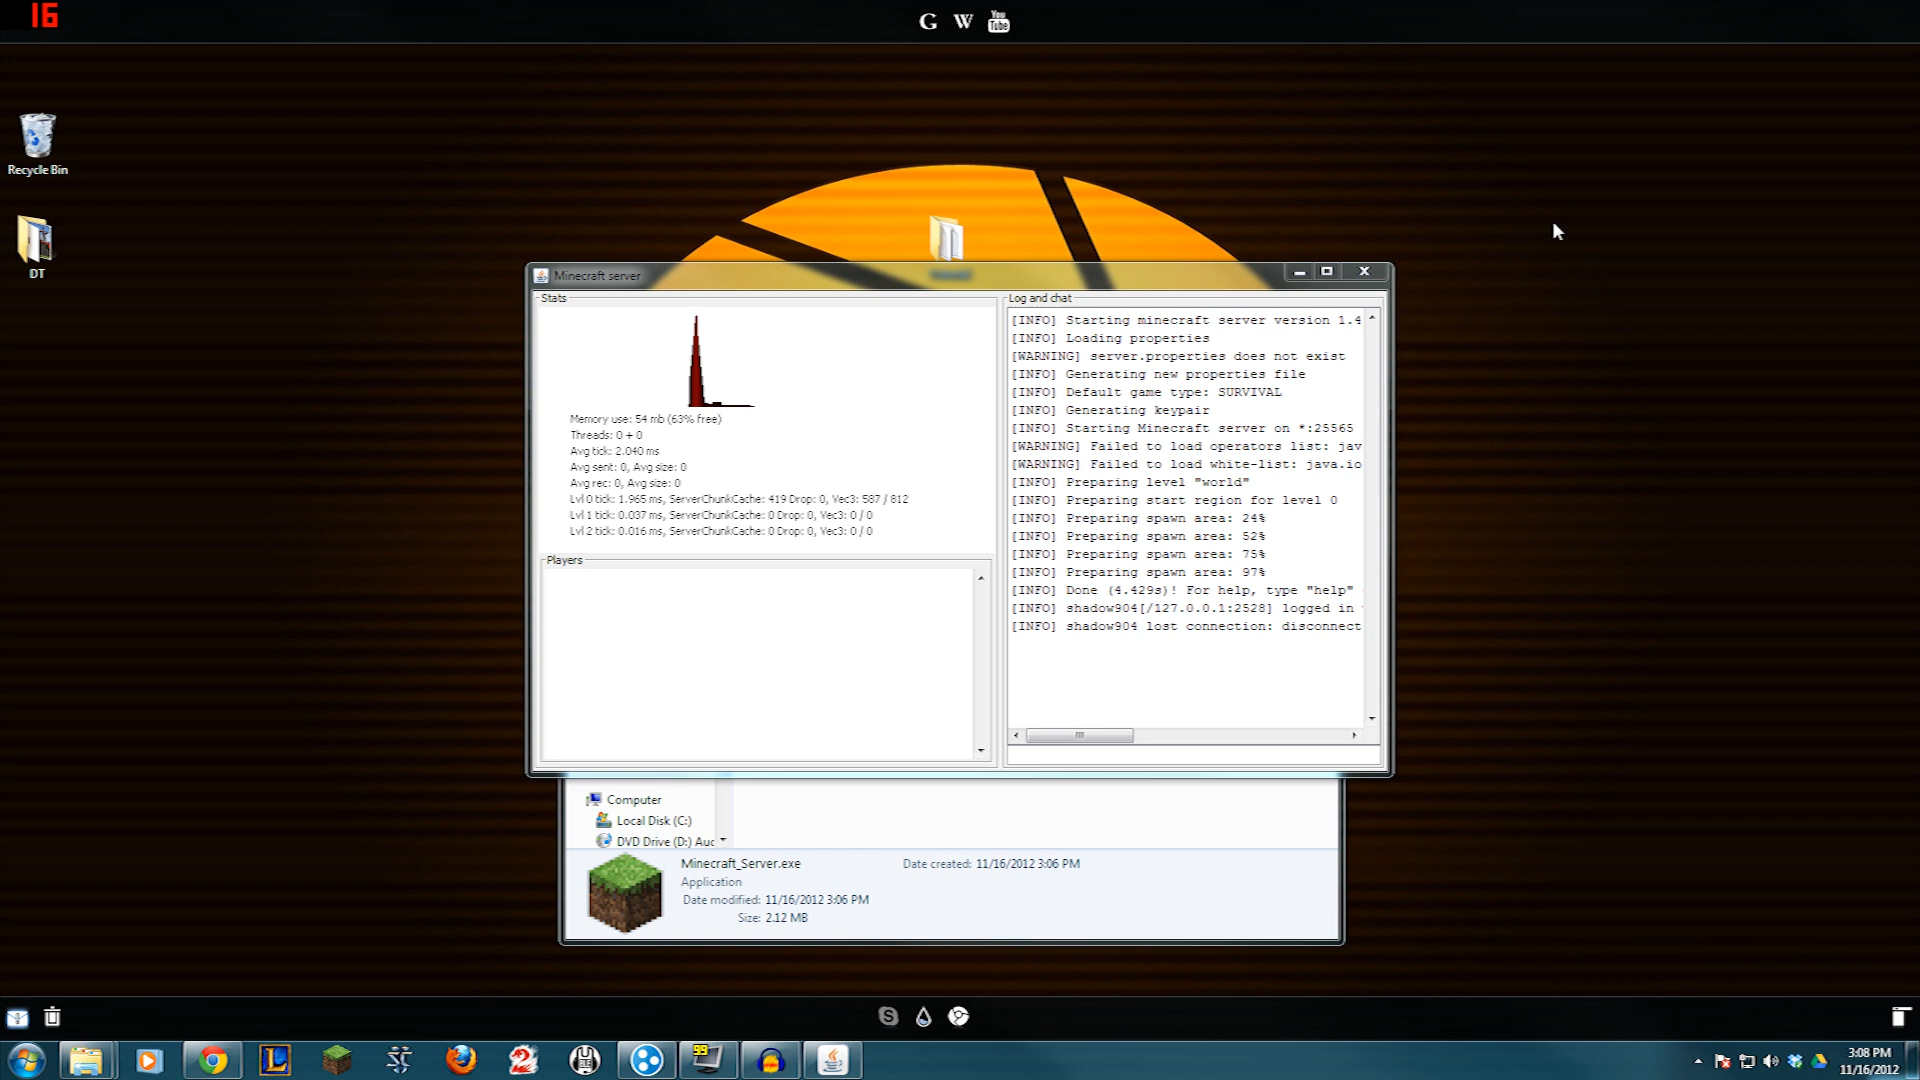 16
G W You Tube
Recycle Bin
DT
Minecraft server
Stats
Memory use: 54 mb (63% free)
Threads: 0 + 0
Avg tick: 2.040 ms
Avg sent: 0, Avg size: 0
Avg rec: 0, Avg size: 0
Lvl 0 tick: 1.965 ms, ServerChunkCache: 419 Drop: 0, Vec3: 587 / 812
Lvl 1 tick: 0.037 ms, ServerChunkCache: 0 Drop: 0, Vec3: 0 / 0
Lvl 2 tick: 0.016 ms, ServerChunkCache: 0 Drop: 0, Vec3: 0 / 0
Players
Log and chat
[INFO] Starting minecraft server version 1.4
[INFO] Loading properties
[WARNING] server.properties does not exist
[INFO] Generating new properties file
[INFO] Default game type: SURVIVAL
[INFO] Generating keypair
[INFO] Starting Minecraft server on *:25565
[WARNING] Failed to load operators list: jav
[WARNING] Failed to load white-list: java.io
[INFO] Preparing level "world"
[INFO] Preparing start region for level 0
[INFO] Preparing spawn area: 24%
[INFO] Preparing spawn area: 52%
[INFO] Preparing spawn area: 75%
[INFO] Preparing spawn area: 97%
[INFO] Done (4.429s)! For help, type "help"
[INFO] shadow904[/127.0.0.1:2528] logged in
[INFO] shadow904 lost connection: disconnect
Computer
Local Disk (C:)
DVD Drive (D:) Auc
Minecraft_Server.exe
Date created: 11/16/2012 3:06 PM
Application
Date modified: 11/16/2012 3:06 PM
Size: 2.12 MB
S
L
2
99
3:08 PM
11/16/2012